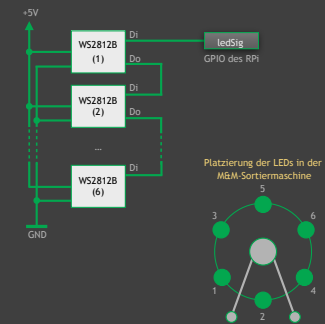 +5V
WS2812B
(1)
Di
Do
ledSig
GPIO des RPi
WS2812B
(2)
Di
Do
...
WS2812B
(6)
Di
GND
Platzierung der LEDs in der
M&M-Sortiermaschine
5
3
6
1
4
2